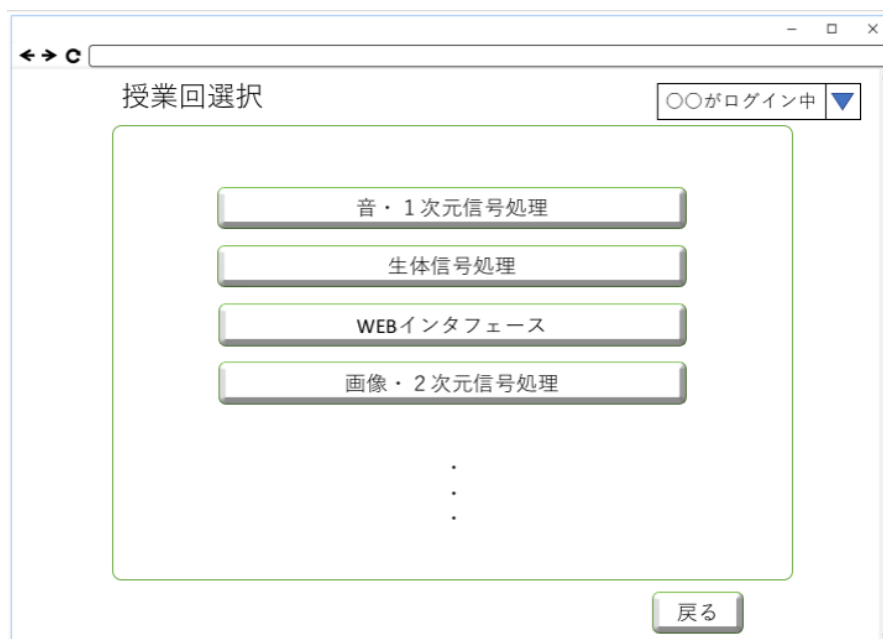 授業回選択
〇〇がログイン中
音・１次元信号処理
生体信号処理
WEBインタフェース
画像・２次元信号処理
・
・
・
戻る